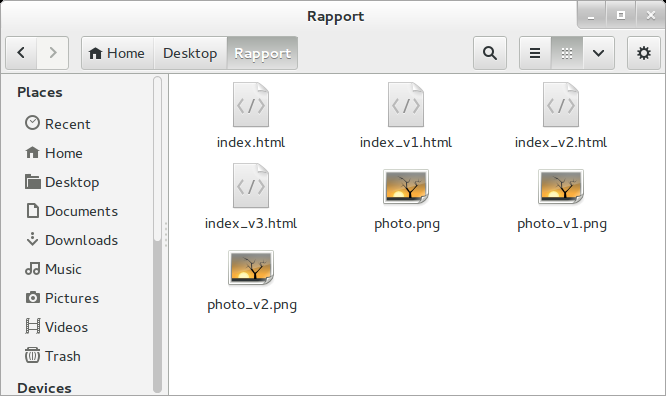 Rapport
Home Desktop Rapport
Places
Recent
Home
Desktop
Documents
Downloads
Music
Pictures
Videos
Trash
Devices
index.html index_v1.html index_v2.html
index_v3.html photo.png photo_v1.png
photo_v2.png